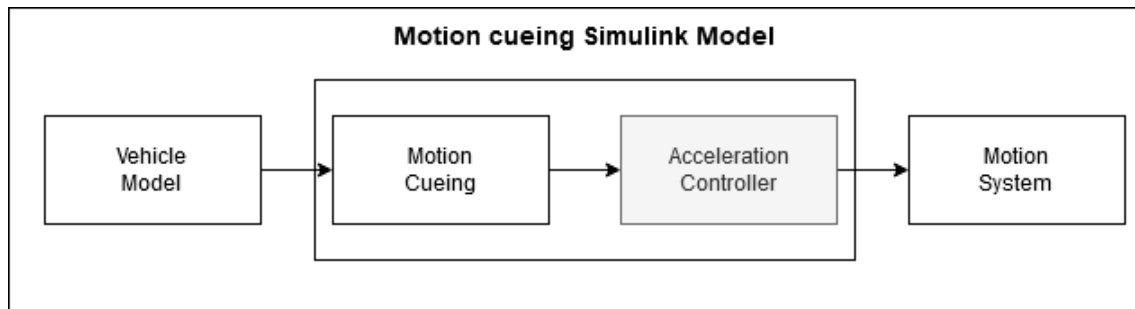 Motion cueing Simulink Model
Vehicle
Model
Motion
Cueing
Acceleration
Controller
Motion
System